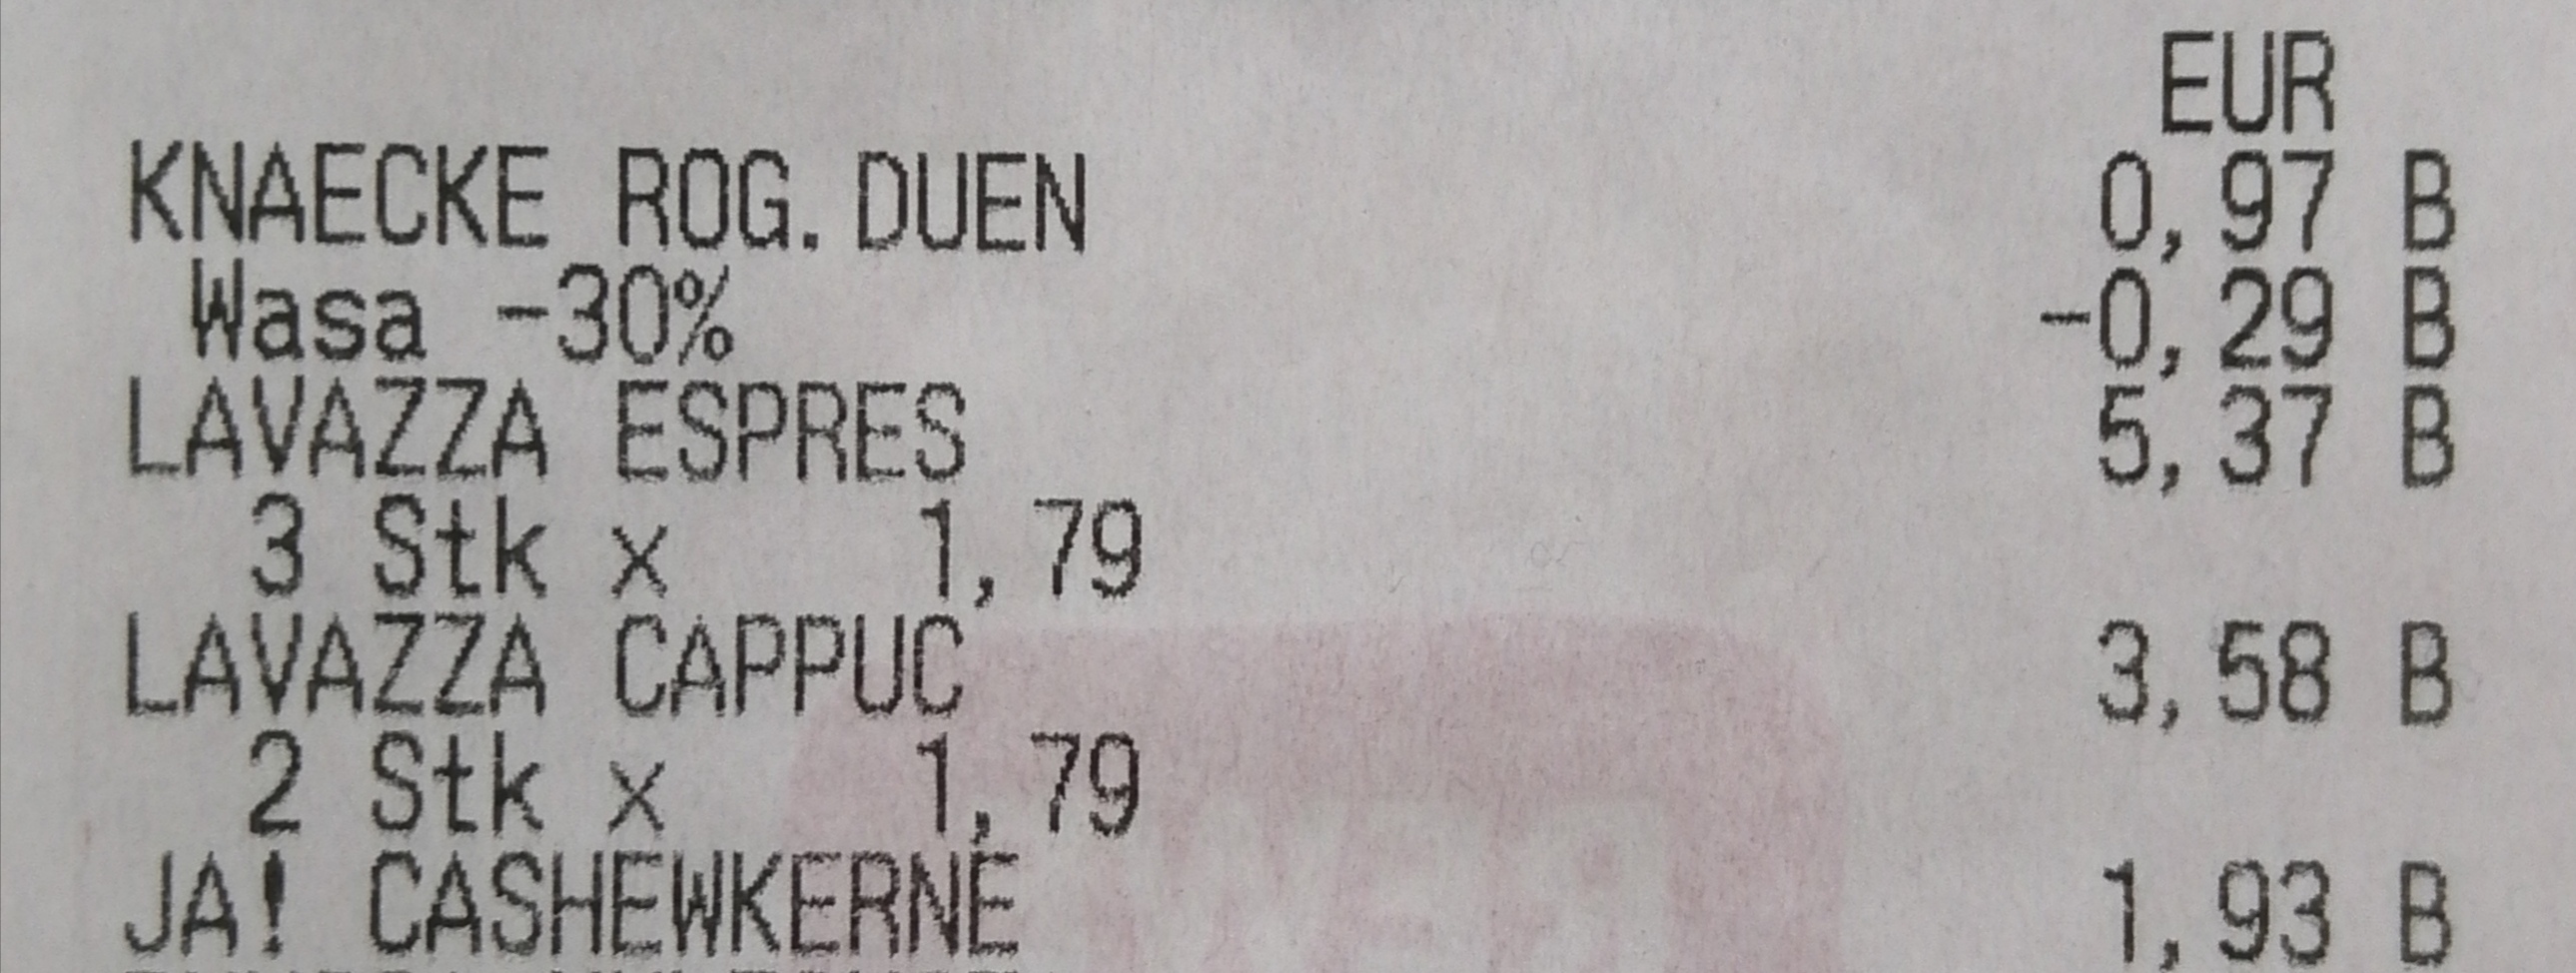 EUR
KNAECKE ROG.DUEN 0,97 B
Wasa -30% -0,29 B
LAVAZZA ESPRES 5,37 B
3 Stk x 1,79
LAVAZZA CAPPUC 3,58 B
2 Stk x 1,79
JA! CASHEWKERNE 1,93 B